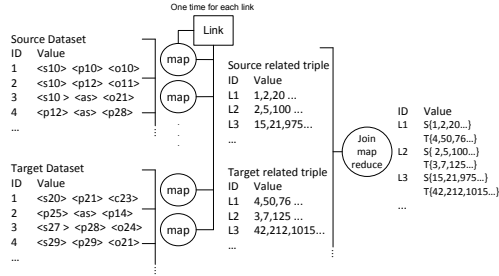 One time for each link
Link
Source Dataset
ID Value
1 <s10> <p10> <o10>
2 <s10> <p12> <o11>
3 <s10 > <as> <o21>
4 <p12> <as> <p28>
...
map
map
Target Dataset
ID Value
1 <s20> <p21> <c23>
2 <p25> <as> <p14>
3 <s27 > <p28> <o24>
4 <s29> <p29> <o21>
...
map
map
Source related triple
ID Value
L1 1,2,20 ...
L2 2,5,100 ...
L3 15,21,975...
...
Target related triple
ID Value
L1 4,50,76 ...
L2 3,7,125...
L3 42,212,1015...
...
Join
map
reduce
ID Value
L1 S{1,2,20...}
T{4,50,76...}
L2 S{ 2,5,100...}
T{3,7,125...}
L3 S{15,21,975...}
T{42,212,1015...}
...